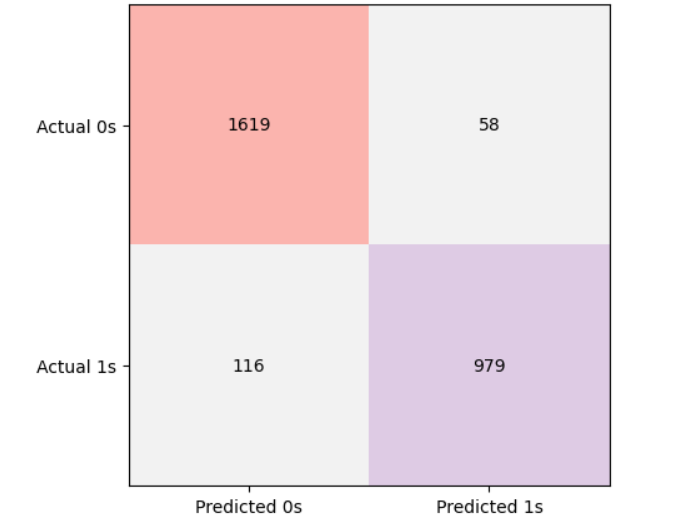 Actual 0s 1619 58
Actual 1s 116 979
Predicted 0s Predicted 1s